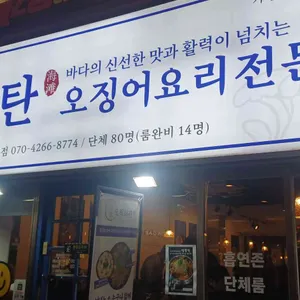 탄
海灘
바다의 신선한 맛과 활력이 넘치는
오징어요리전문
점 070-4266-8774 / 단체 80명(룸완비 14명)
흡연존
단체룸